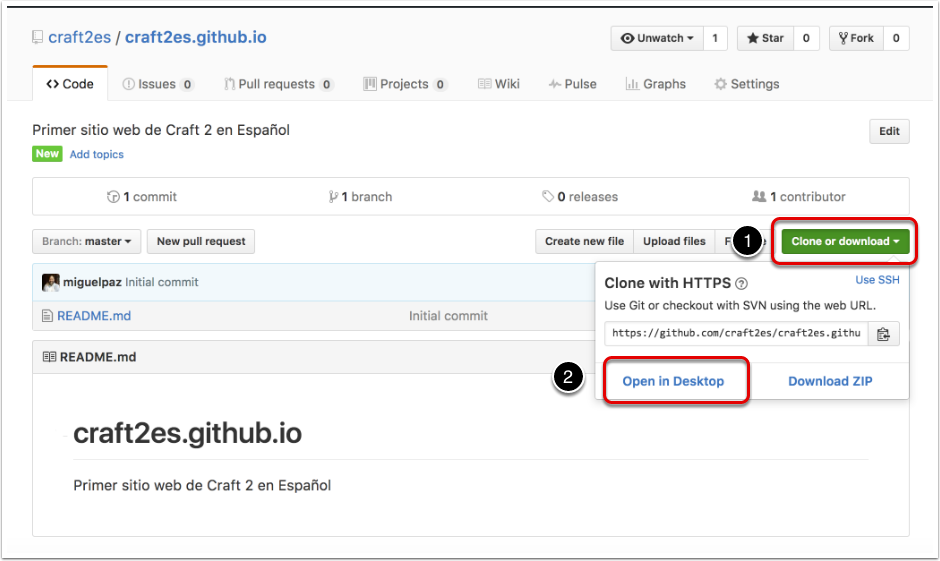 craft2es / craft2es.github.io
Unwatch 1 Star 0 Fork 0
Code Issues 0 Pull requests 0 Projects 0 Wiki Pulse Graphs Settings
Primer sitio web de Craft 2 en Español
Edit
New Add topics
1 commit 1 branch 0 releases 1 contributor
Branch: master New pull request Create new file Upload files 1 Clone or download
miguelpaz Initial commit
README.md Initial commit
Clone with HTTPS ? Use SSH
Use Git or checkout with SVN using the web URL.
https://github.com/craft2es/craft2es.githu
2 Open in Desktop Download ZIP
README.md
craft2es.github.io
Primer sitio web de Craft 2 en Español